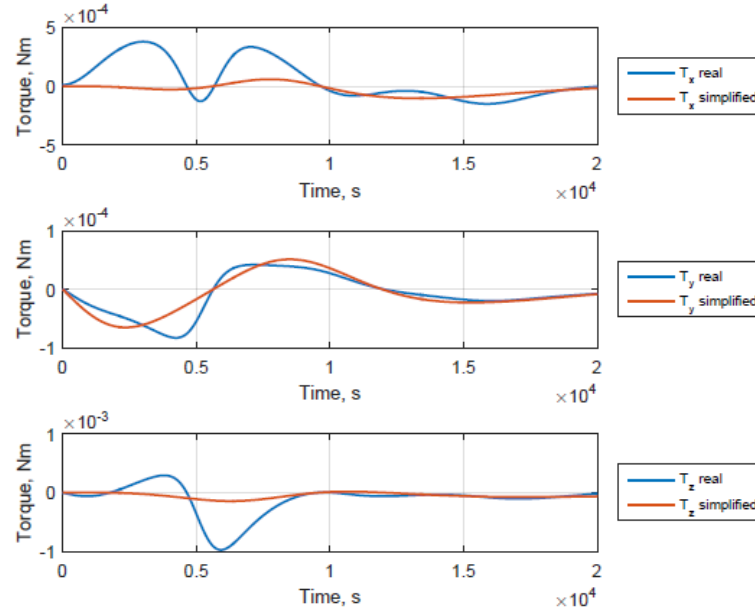 ×10⁻⁴
5
0
-5
Torque, Nm
0 0.5 1 1.5 2
Time, s
×10⁴
Tₓ real
Tₓ simplified
×10⁻⁴
1
0
-1
Torque, Nm
0 0.5 1 1.5 2
Time, s
×10⁴
T_y real
T_y simplified
×10⁻³
1
0
-1
Torque, Nm
0 0.5 1 1.5 2
Time, s
×10⁴
T_z real
T_z simplified